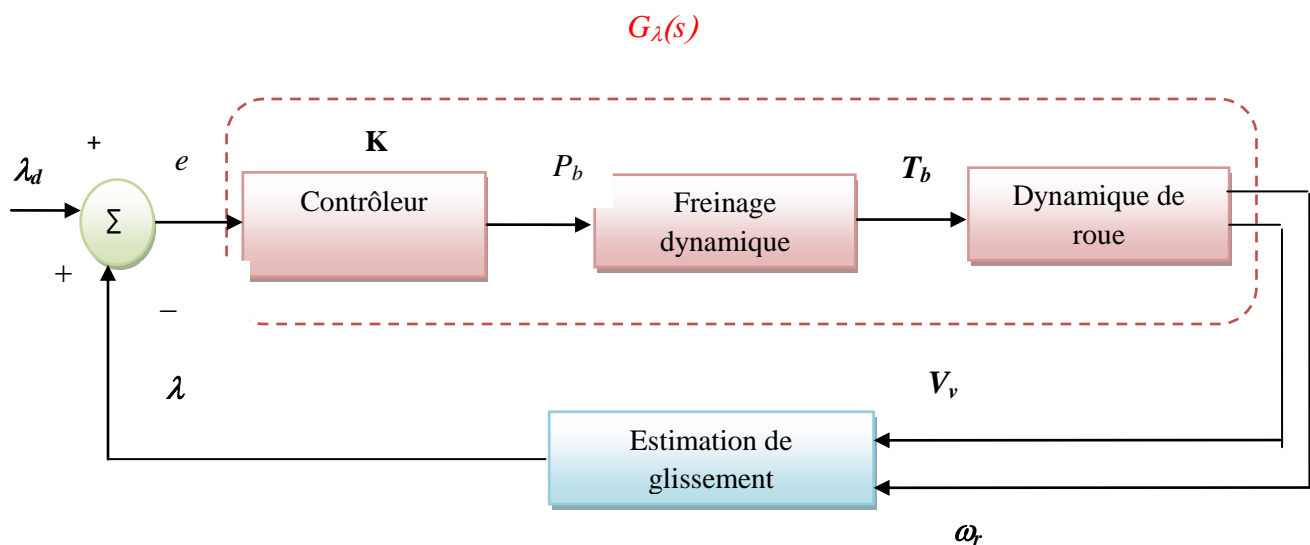 Gλ(s)
+
λd
e
Σ
+
−
λ
K
Contrôleur
Pb
Freinage
dynamique
Tb
Dynamique de
roue
Vv
Estimation de
glissement
ωr